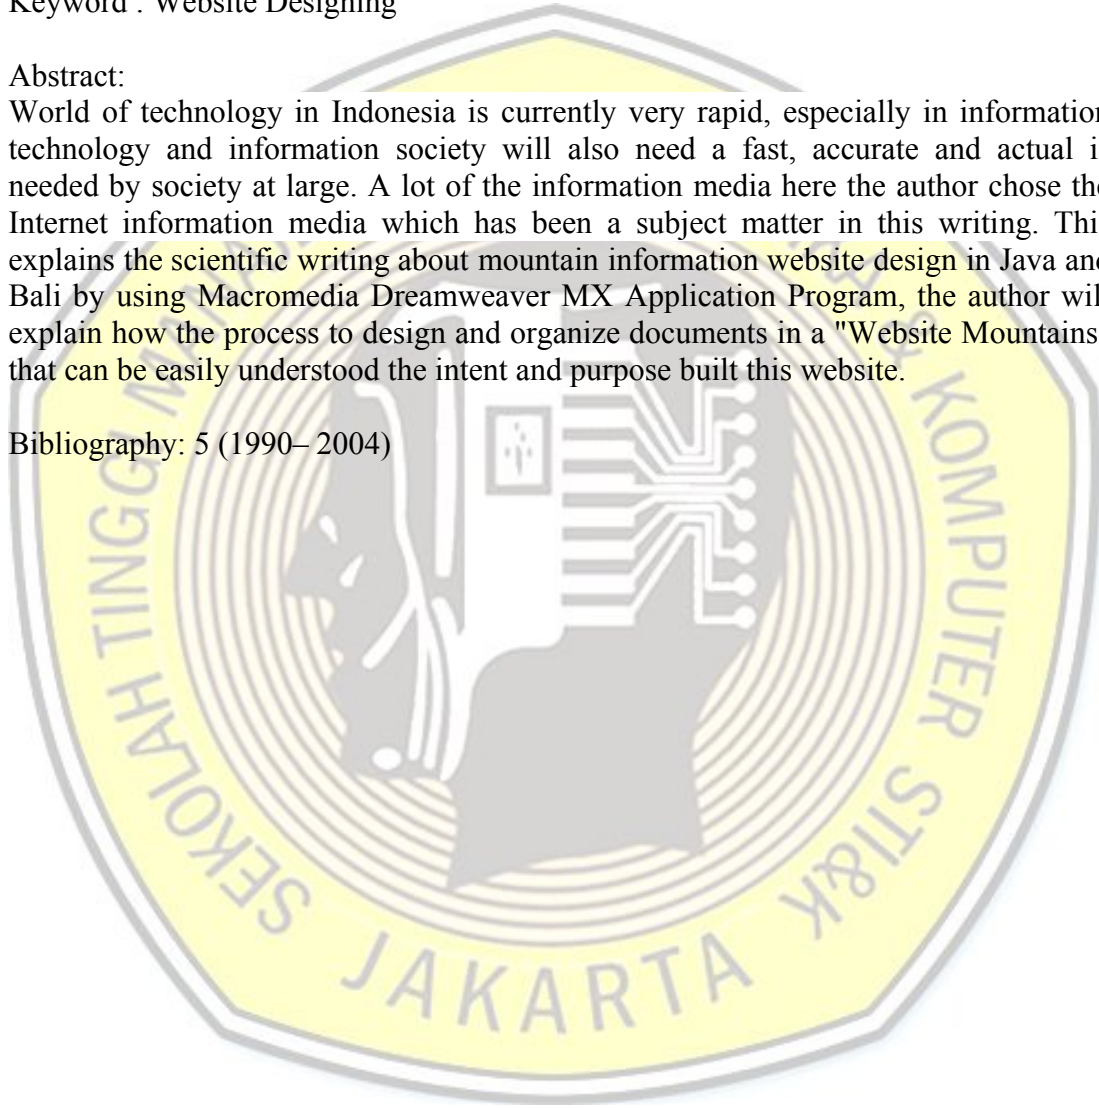 Keyword : Website Designing
Abstract:
World of technology in Indonesia is currently very rapid, especially in information
technology and information society will also need a fast, accurate and actual i
needed by society at large. A lot of the information media here the author chose the
Internet information media which has been a subject matter in this writing. Thi
explains the scientific writing about mountain information website design in Java and
Bali by using Macromedia Dreamweaver MX Application Program, the author wil
explain how the process to design and organize documents in a "Website Mountains
that can be easily understood the intent and purpose built this website.
Bibliography: 5 (1990– 2004)
SEKOLAH TINGGI MANAJ & KOMPUTER STI&K
JAKARTA